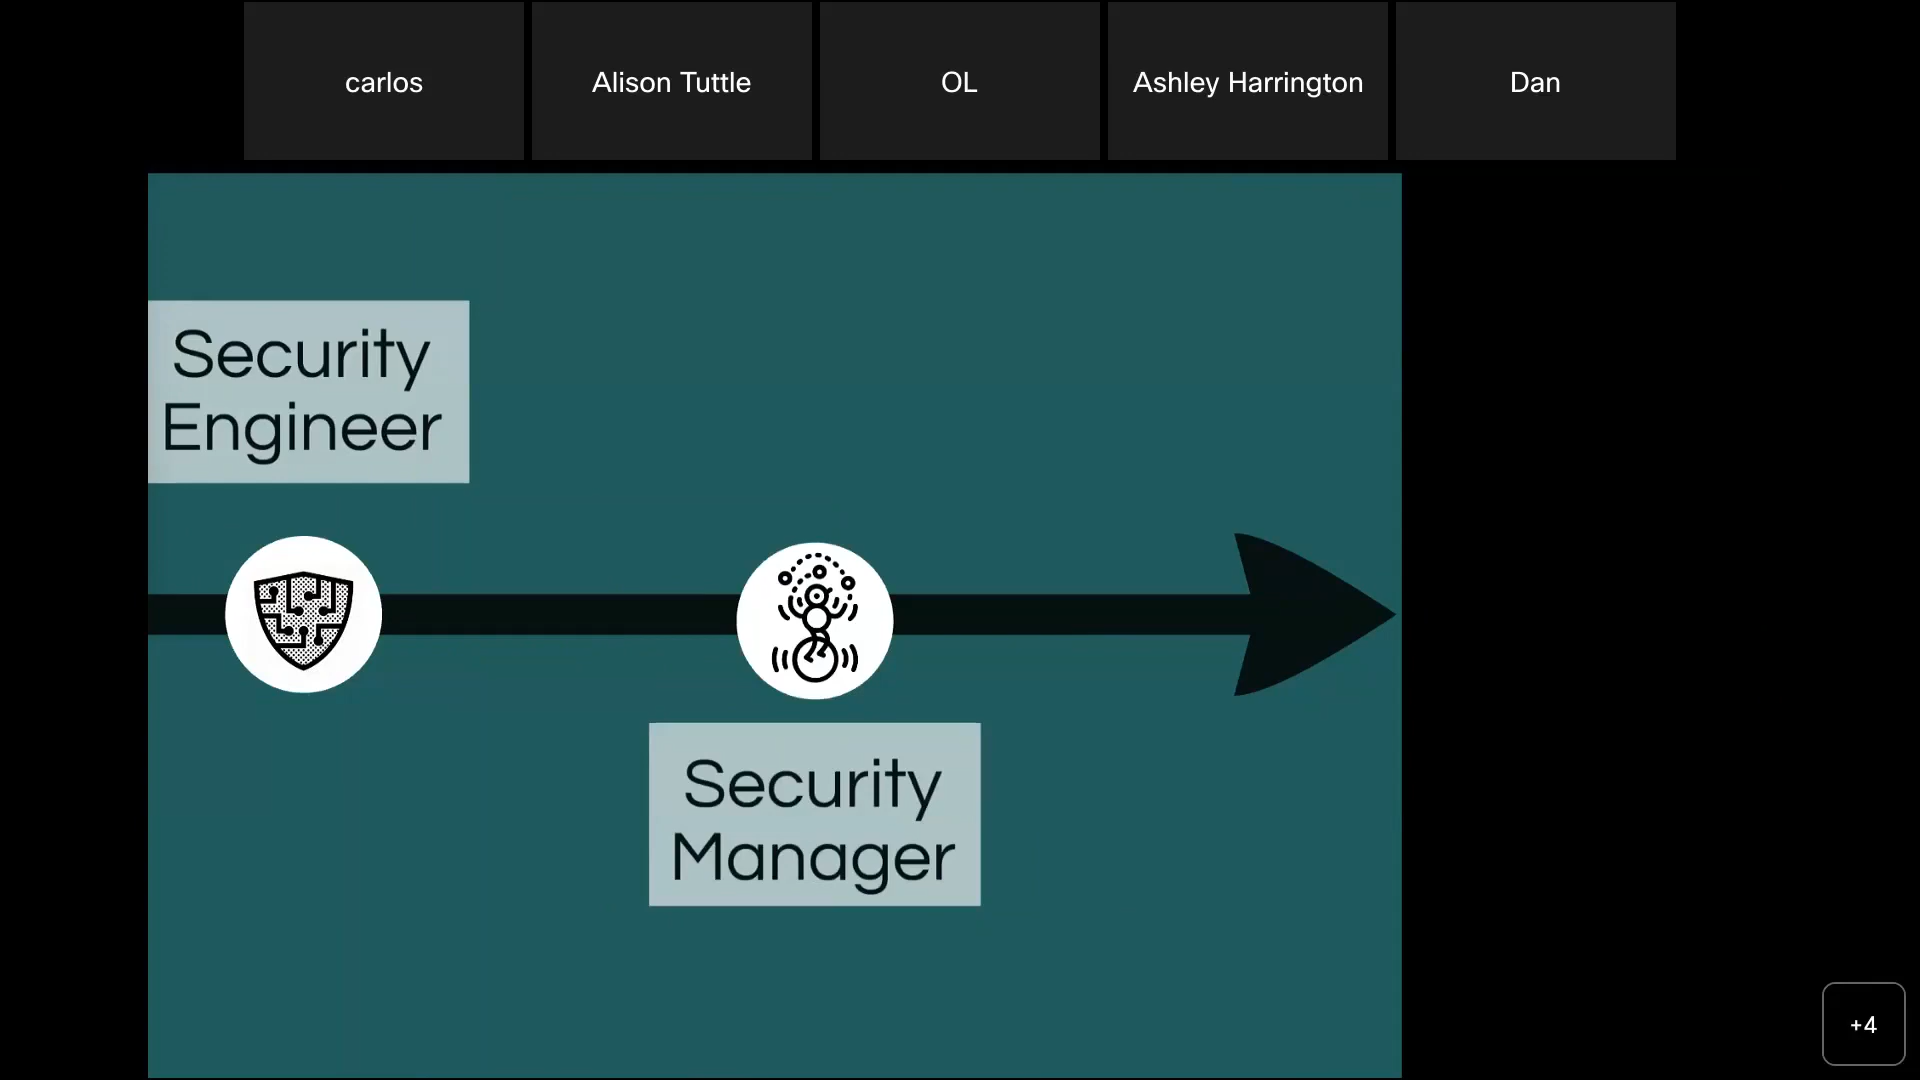 carlos
Alison Tuttle
OL
Ashley Harrington
Dan
Security
Engineer
Security
Manager
+4